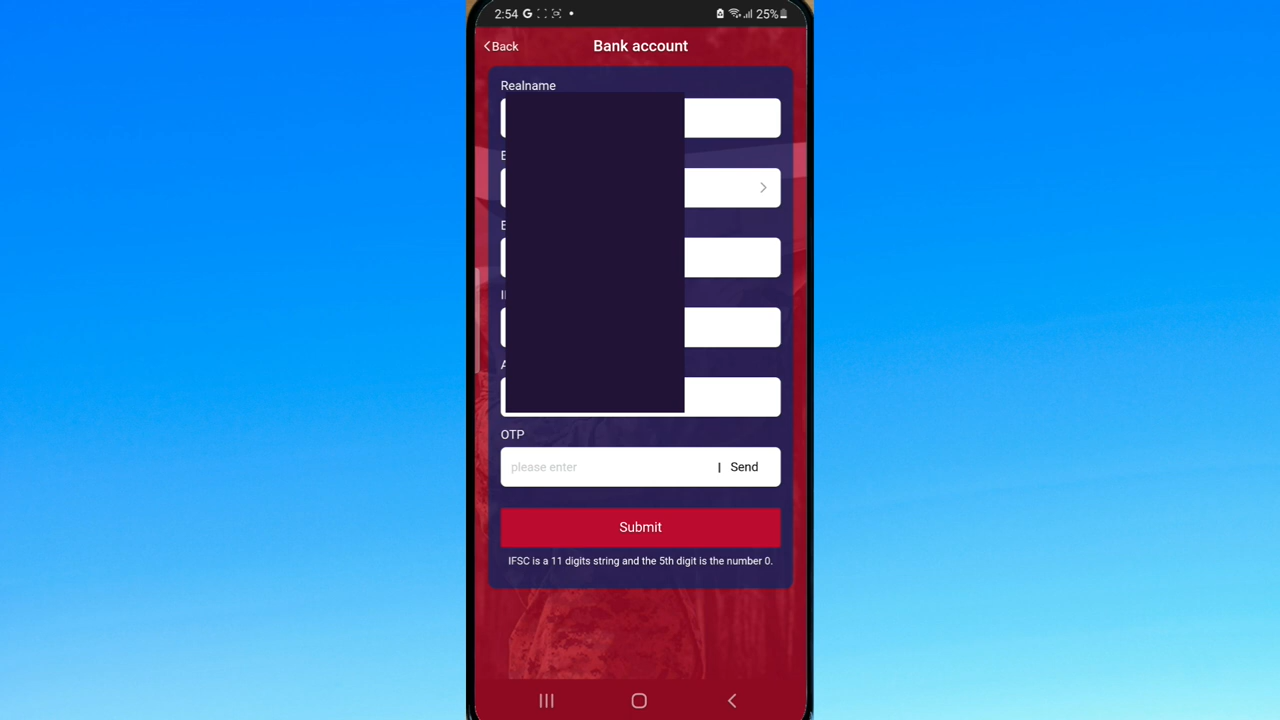 2:54 G
25%
Back
Bank account
Realname
OTP
please enter
Send
Submit
IFSC is a 11 digits string and the 5th digit is the number 0.